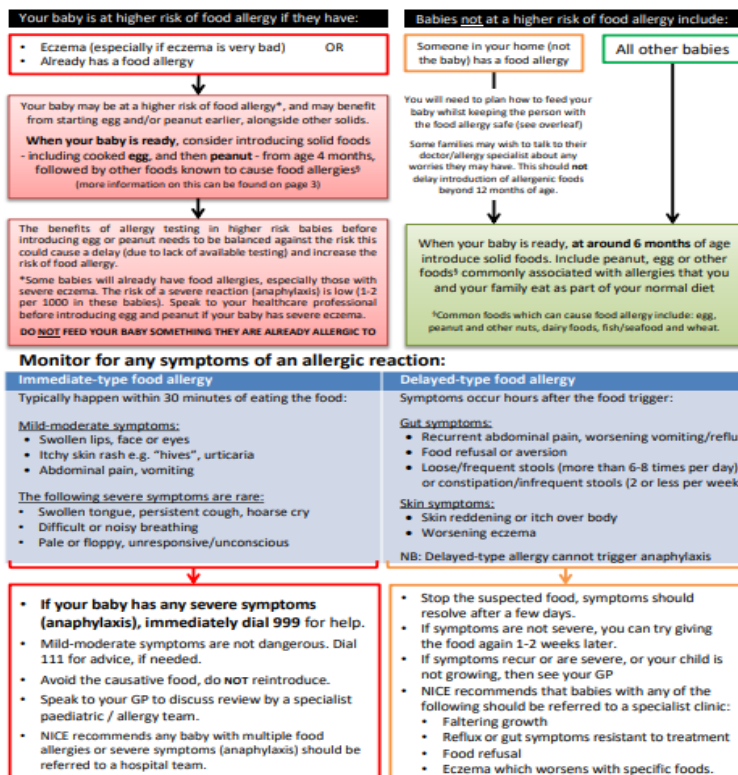 Your baby is at higher risk of food allergy if they have:
• Eczema (especially if eczema is very bad) OR
• Already has a food allergy
Your baby may be at a higher risk of food allergy*, and may benefit
from starting egg and/or peanut earlier, alongside other solids.
When your baby is ready, consider introducing solid foods
- including cooked egg, and then peanut - from age 4 months,
followed by other foods known to cause food allergies§
(more information on this can be found on page 3)
The benefits of allergy testing in higher risk babies before
introducing egg or peanut needs to be balanced against the risk this
could cause a delay (due to lack of available testing) and increase the
risk of food allergy.
*Some babies will already have food allergies, especially those with
severe eczema. The risk of a severe reaction (anaphylaxis) is low (1-2
per 1000 in these babies). Speak to your healthcare professional
before introducing egg and peanut if your baby has severe eczema.
DO NOT FEED YOUR BABY SOMETHING THEY ARE ALREADY ALLERGIC TO
Babies not at a higher risk of food allergy include:
Someone in your home (not
the baby) has a food allergy
All other babies
You will need to plan how to feed your
baby whilst keeping the person with
the food allergy safe (see overleaf)
Some families may wish to talk to their
doctor/allergy specialist about any
worries they may have. This should not
delay introduction of allergenic foods
beyond 12 months of age.
When your baby is ready, at around 6 months of age
introduce solid foods. Include peanut, egg or other
foods§ commonly associated with allergies that you
and your family eat as part of your normal diet
§Common foods which can cause food allergy include: egg,
peanut and other nuts, dairy foods, fish/seafood and wheat.
Monitor for any symptoms of an allergic reaction:
Immediate-type food allergy
Typically happen within 30 minutes of eating the food:
Mild-moderate symptoms:
• Swollen lips, face or eyes
• Itchy skin rash e.g. "hives", urticaria
• Abdominal pain, vomiting
The following severe symptoms are rare:
• Swollen tongue, persistent cough, hoarse cry
• Difficult or noisy breathing
• Pale or floppy, unresponsive/unconscious
Delayed-type food allergy
Symptoms occur hours after the food trigger:
Gut symptoms:
• Recurrent abdominal pain, worsening vomiting/reflu
• Food refusal or aversion
• Loose/frequent stools (more than 6-8 times per day)
or constipation/infrequent stools (2 or less per week
Skin symptoms:
• Skin reddening or itch over body
• Worsening eczema
NB: Delayed-type allergy cannot trigger anaphylaxis
• If your baby has any severe symptoms
(anaphylaxis), immediately dial 999 for help.
• Mild-moderate symptoms are not dangerous. Dial
111 for advice, if needed.
• Avoid the causative food, do NOT reintroduce.
• Speak to your GP to discuss review by a specialist
paediatric / allergy team.
• NICE recommends any baby with multiple food
allergies or severe symptoms (anaphylaxis) should be
referred to a hospital team.
• Stop the suspected food, symptoms should
resolve after a few days.
• If symptoms are not severe, you can try giving
the food again 1-2 weeks later.
• If symptoms recur or are severe, or your child is
not growing, then see your GP
• NICE recommends that babies with any of the
following should be referred to a specialist clinic:
• Faltering growth
• Reflux or gut symptoms resistant to treatment
• Food refusal
• Eczema which worsens with specific foods.